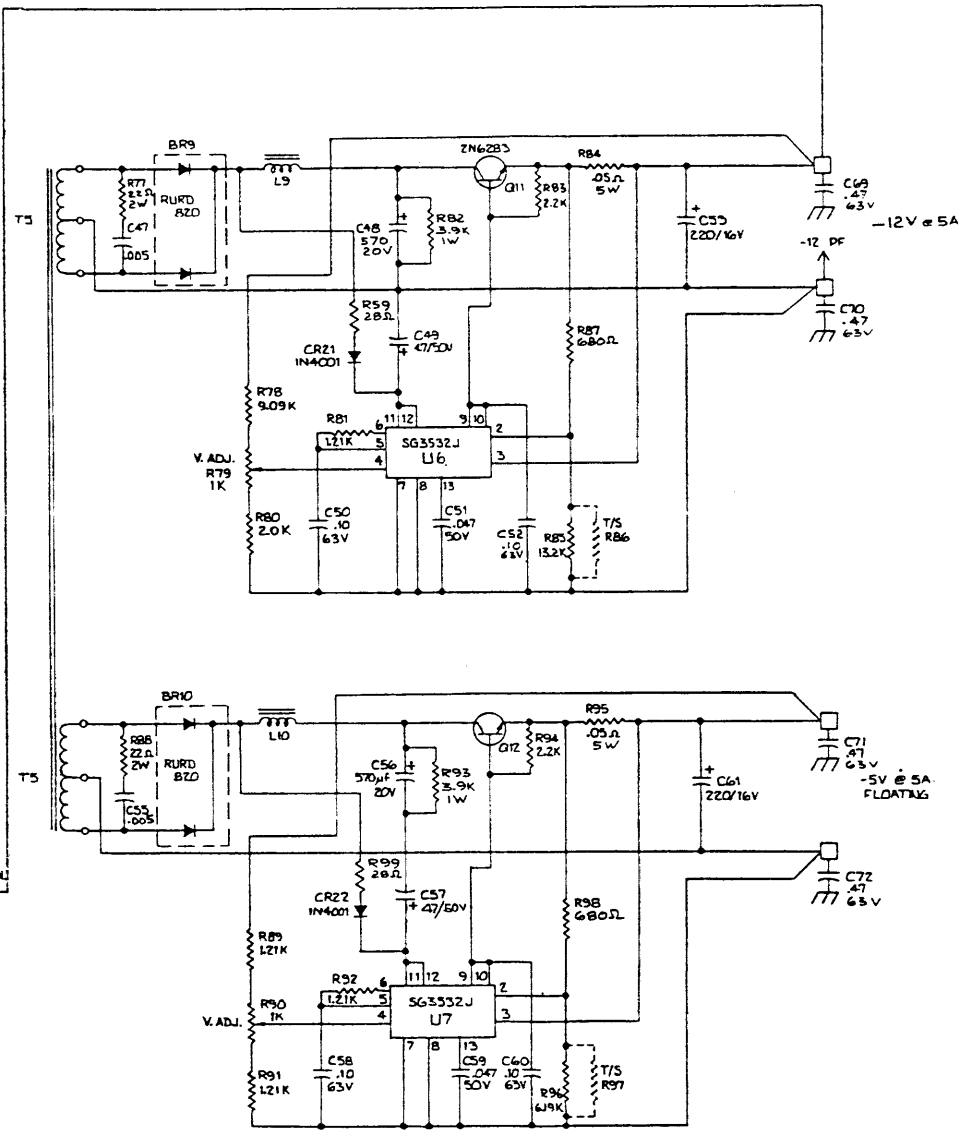 BR9
T5
R77
22Ω
2W
C47
.005
RURD
820
L9
2N6283
Q11
R83
2.2K
R84
.05Ω
5W
C48
570
20V
R82
3.9K
1W
220/16V
C69
.47
63V
-12V @ 5A
-12 PF
C70
.47
63V
R59
28Ω
CR21
1N4001
C49
47/50V
R87
680Ω
R78
9.09K
V. ADJ.
R79
1K
R80
2.0K
R81
1.21K
6
5
4
11
12
9
10
2
3
SG3532J
U6
7
8
13
C50
.10
63V
C51
.047
50V
C52
.10
63V
R85
13.2K
T/S
R86
BR10
T5
R88
22Ω
2W
C55
.005
RURD
820
L10
Q12
R94
2.2K
R95
.05Ω
5W
C56
570µf
20V
R93
3.9K
1W
C61
220/16V
C71
.47
63V
-5V @ 5A
FLOATING
C72
.47
63V
R99
28Ω
CR22
1N4001
C57
47/50V
R98
680Ω
R89
1.21K
R90
1K
V. ADJ.
R91
1.21K
R92
1.21K
6
5
4
11
12
9
10
2
3
SG3532J
U7
7
8
13
C58
.10
63V
C59
.047
50V
C60
.10
63V
R96
6.19K
T/S
R97